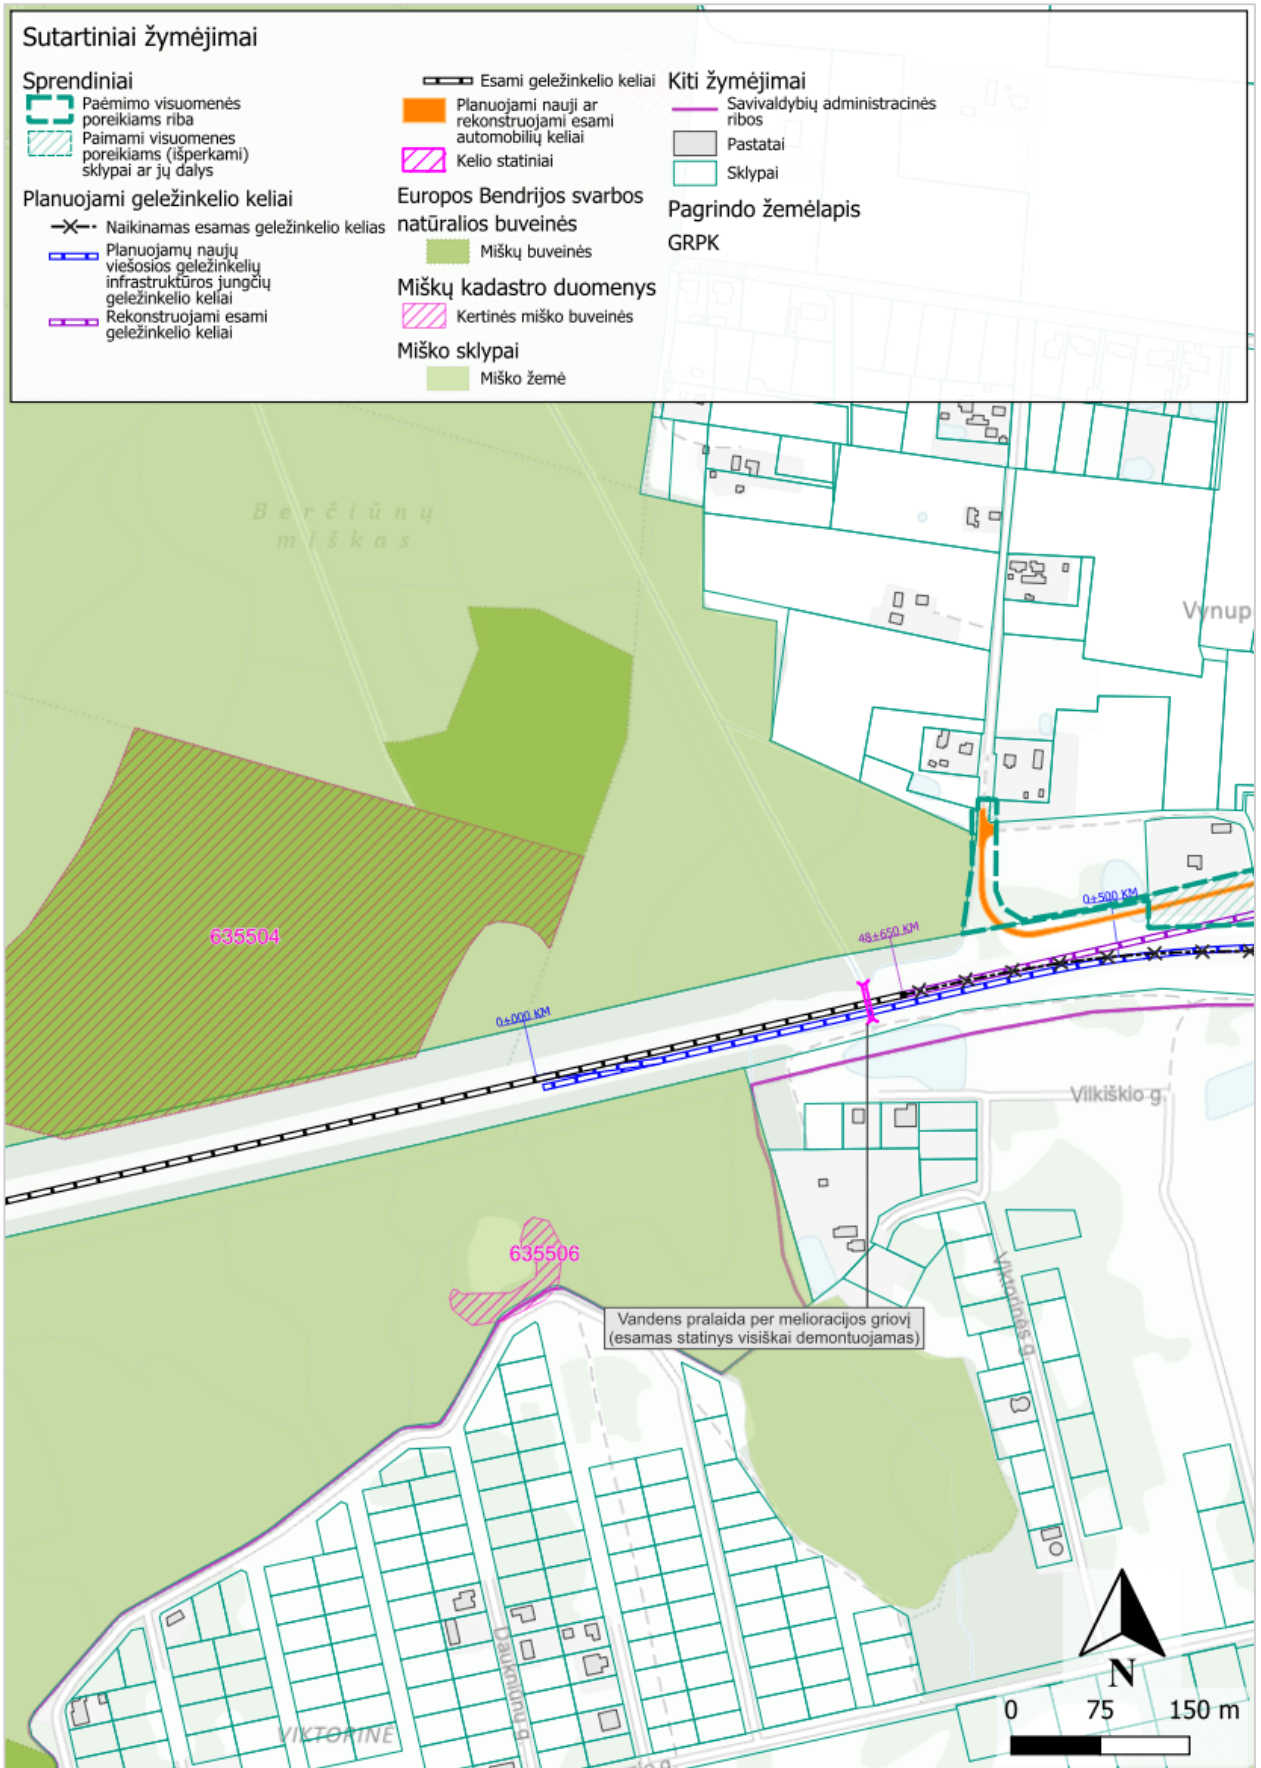 Sutartiniai žymėjimai
Sprendiniai
Paėmimo visuomenės
poreikiams riba
Paimami visuomenes
poreikiams (išperkami)
sklypai ar jų dalys
Planuojami geležinkelio keliai
Naikinamas esamas geležinkelio kelias
Planuojamų naujų
viešosios geležinkelių
infrastruktūros jungčių
geležinkelio keliai
Rekonstruojami esami
geležinkelio keliai
Esami geležinkelio keliai
Planuojami nauji ar
rekonstruojami esami
automobilių keliai
Kelio statiniai
Europos Bendrijos svarbos
natūralios buveinės
Miškų buveinės
Miškų kadastro duomenys
Kertinės miško buveinės
Miško sklypai
Miško žemė
Kiti žymėjimai
Savivaldybių administracinės
ribos
Pastatai
Sklypai
Pagrindo žemėlapis
GRPK
Berčiūnų
miškas
Vynup
0+500 KM
48+650 KM
635504
0+000 KM
Vilkiškio g.
635506
Viktorinės g.
Vandens pralaida per melioracijos griovį
(esamas statinys visiškai demontuojamas)
Daukniūnų g.
VIKTORINĖ
N
0 75 150 m